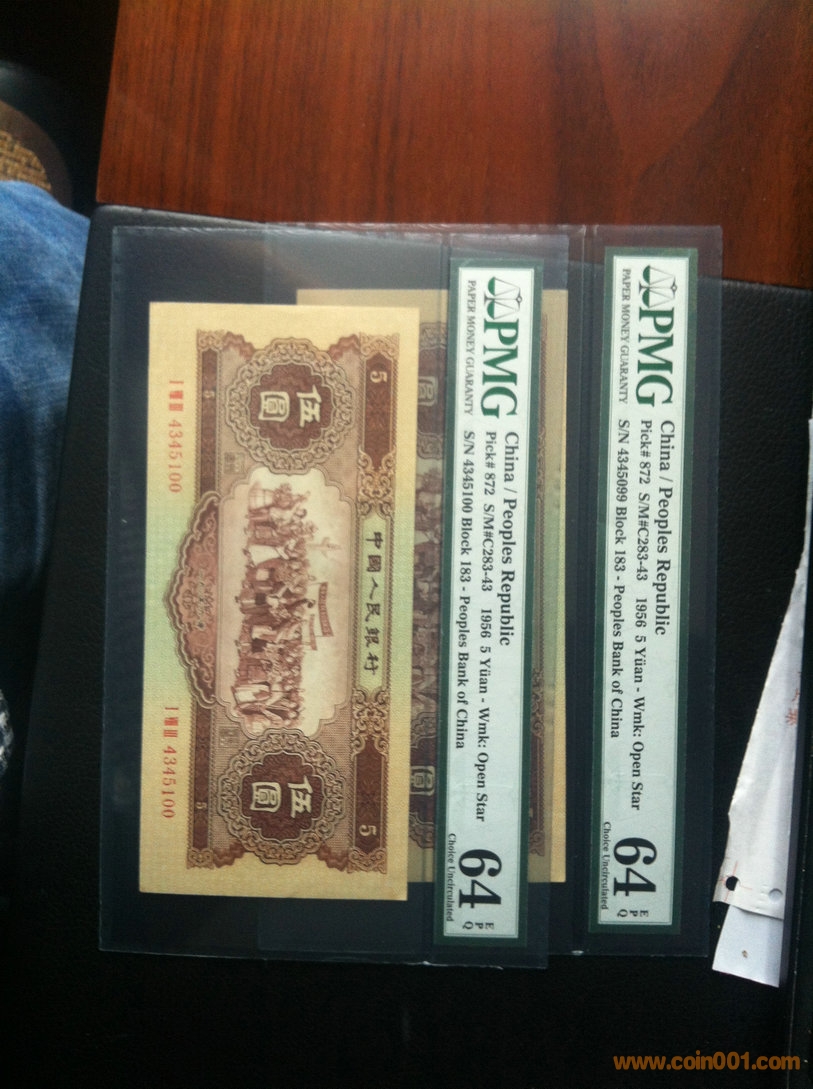 PMG
PAPER MONEY GUARANTY
China / Peoples Republic
Pick# 872 S/M#C283-43 1956 5 Yüan - Wmk: Open Star
S/N 4345099 Block 183 - Peoples Bank of China
64
EPQ
Choice Uncirculated
PMG
PAPER MONEY GUARANTY
China / Peoples Republic
Pick# 872 S/M#C283-43 1956 5 Yüan - Wmk: Open Star
S/N 4345100 Block 183 - Peoples Bank of China
64
EPQ
Choice Uncirculated
5
中國人民銀行
5
伍圓
伍圓
5
5
I VIII III 4345100
I VIII III 4345100
圓
圓
www.coin001.com